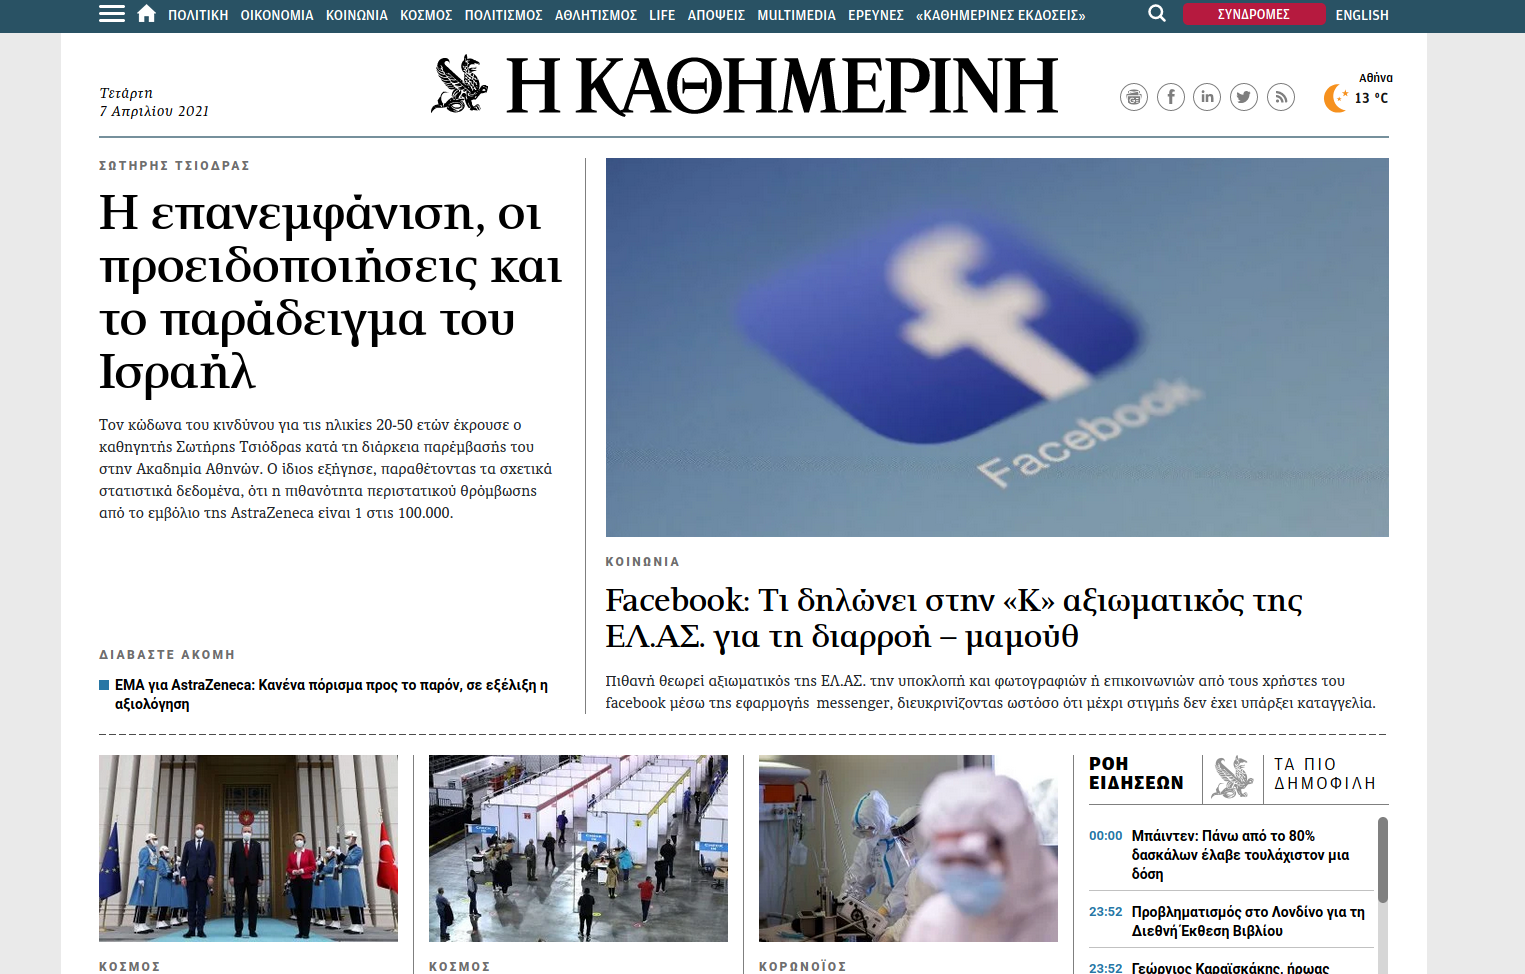 ΠΟΛΙΤΙΚΗ ΟΙΚΟΝΟΜΙΑ ΚΟΙΝΩΝΙΑ ΚΟΣΜΟΣ ΠΟΛΙΤΙΣΜΟΣ ΑΘΛΗΤΙΣΜΟΣ LIFE ΑΠΟΨΕΙΣ MULTIMEDIA ΕΡΕΥΝΕΣ «ΚΑΘΗΜΕΡΙΝΕΣ ΕΚΔΟΣΕΙΣ» ΣΥΝΔΡΟΜΕΣ ENGLISH
Τετάρτη
7 Απριλίου 2021
Η ΚΑΘΗΜΕΡΙΝΗ
Αθήνα
13 °C
ΣΩΤΗΡΗΣ ΤΣΙΟΔΡΑΣ
Η επανεμφάνιση, οι
προειδοποιήσεις και
το παράδειγμα του
Ισραήλ
Τον κώδωνα του κινδύνου για τις ηλικίες 20-50 ετών έκρουσε ο
καθηγητής Σωτήρης Τσιόδρας κατά τη διάρκεια παρέμβασής του
στην Ακαδημία Αθηνών. Ο ίδιος εξήγησε, παραθέτοντας τα σχετικά
στατιστικά δεδομένα, ότι η πιθανότητα περιστατικού θρόμβωσης
από το εμβόλιο της AstraZeneca είναι 1 στις 100.000.
ΔΙΑΒΑΣΤΕ ΑΚΟΜΗ
EMA για AstraZeneca: Κανένα πόρισμα προς το παρόν, σε εξέλιξη η
αξιολόγηση
Facebook
ΚΟΙΝΩΝΙΑ
Facebook: Τι δηλώνει στην «Κ» αξιωματικός της
ΕΛ.ΑΣ. για τη διαρροή – μαμούθ
Πιθανή θεωρεί αξιωματικός της ΕΛ.ΑΣ. την υποκλοπή και φωτογραφιών ή επικοινωνιών από τους χρήστες του
facebook μέσω της εφαρμογής messenger, διευκρινίζοντας ωστόσο ότι μέχρι στιγμής δεν έχει υπάρξει καταγγελία.
ΚΟΣΜΟΣ
ΚΟΣΜΟΣ
ΚΟΡΩΝΟΪΟΣ
ΡΟΗ
ΕΙΔΗΣΕΩΝ
ΤΑ ΠΙΟ
ΔΗΜΟΦΙΛΗ
00:00 Μπάιντεν: Πάνω από το 80%
δασκάλων έλαβε τουλάχιστον μια
δόση
23:52 Προβληματισμός στο Λονδίνο για τη
Διεθνή Έκθεση Βιβλίου
23:52 Γεώργιος Καραϊσκάκης, ήρωας